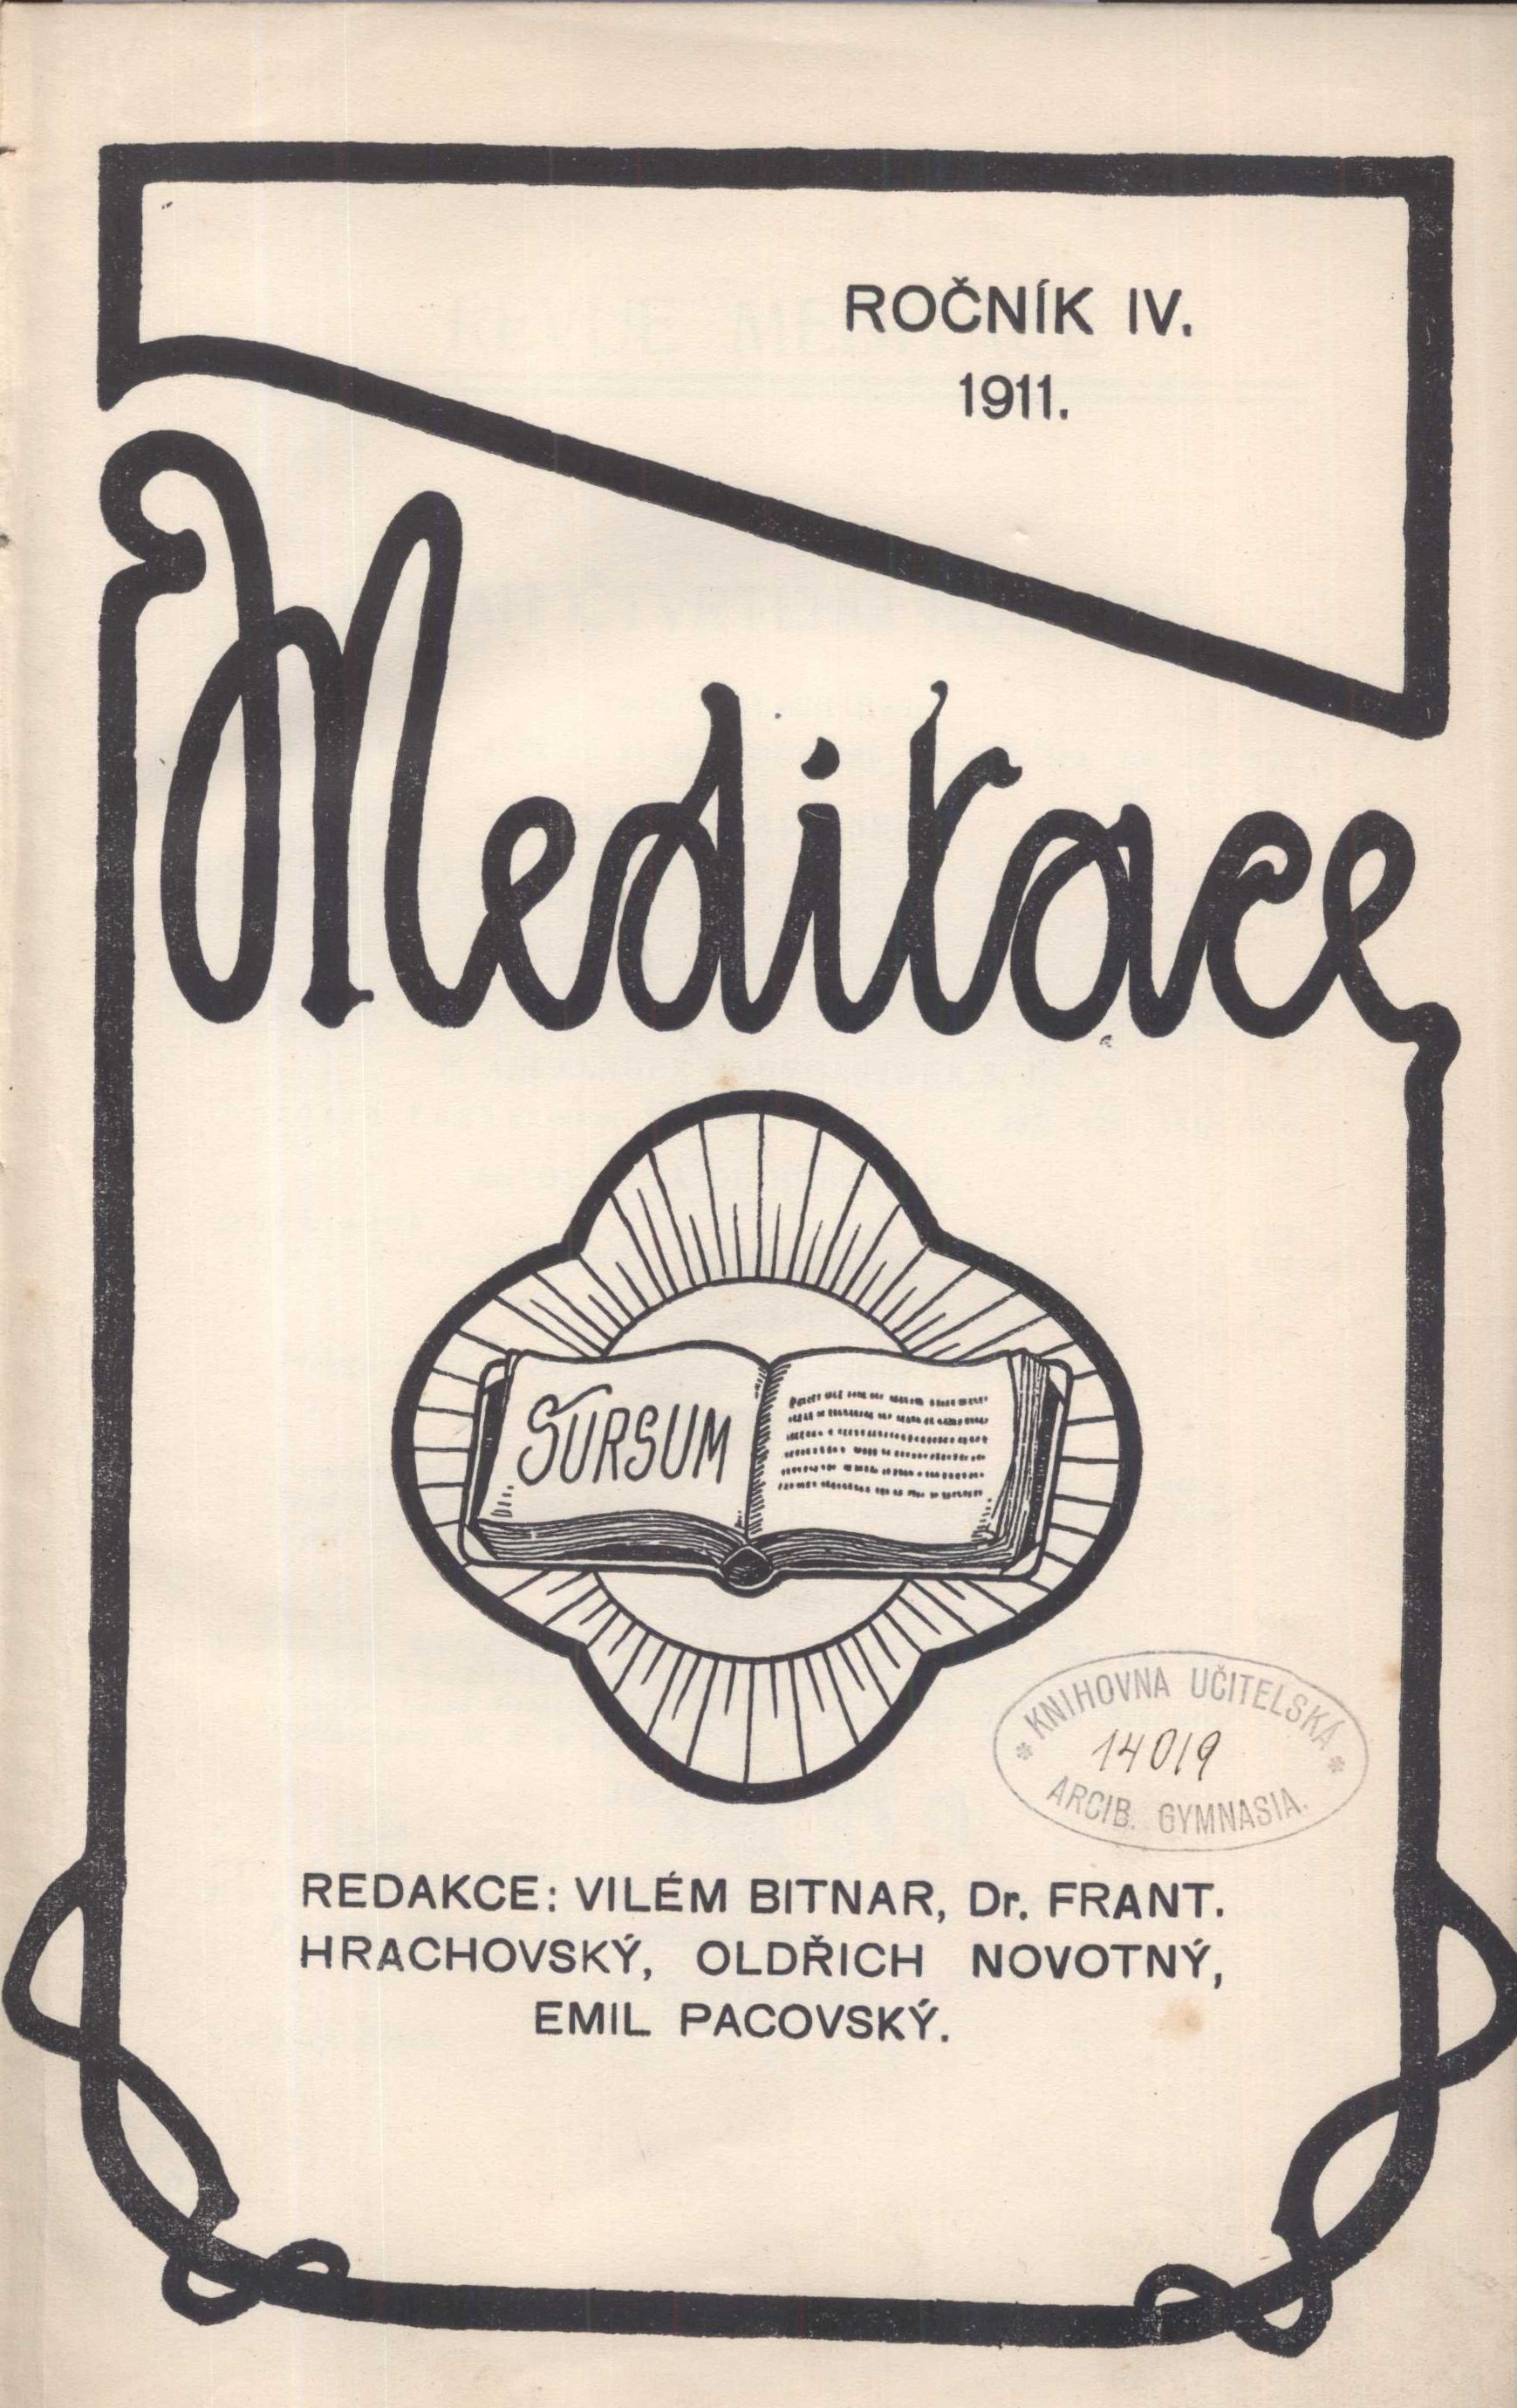 ROČNÍK IV.
1911.
Meditace
SURSUM
KNIHOVNA UČITELSKÁ
14019
ARCIB. GYMNASIA.
REDAKCE: VILÉM BITNAR, Dr. FRANT.
HRACHOVSKÝ, OLDŘICH NOVOTNÝ,
EMIL PACOVSKÝ.